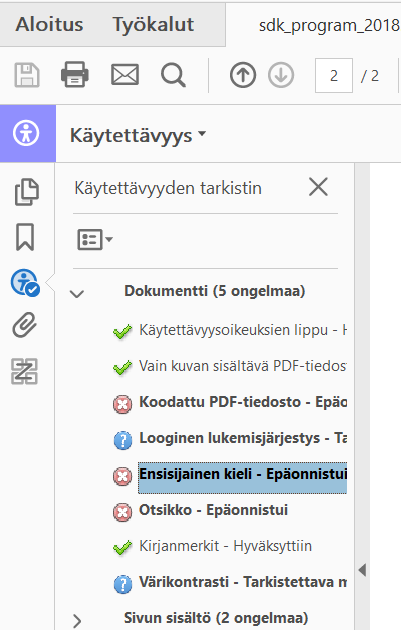 Aloitus Työkalut sdk_program_2018
2 / 2
Käytettävyys
Käytettävyyden tarkistin
Dokumentti (5 ongelmaa)
Käytettävyysoikeuksien lippu - H
Vain kuvan sisältävä PDF-tiedost
Koodattu PDF-tiedosto - Epäo
Looginen lukemisjärjestys - Ta
Ensisijainen kieli - Epäonnistui
Otsikko - Epäonnistui
Kirjanmerkit - Hyväksyttiin
Värikontrasti - Tarkistettava m
Sivun sisältö (2 ongelmaa)